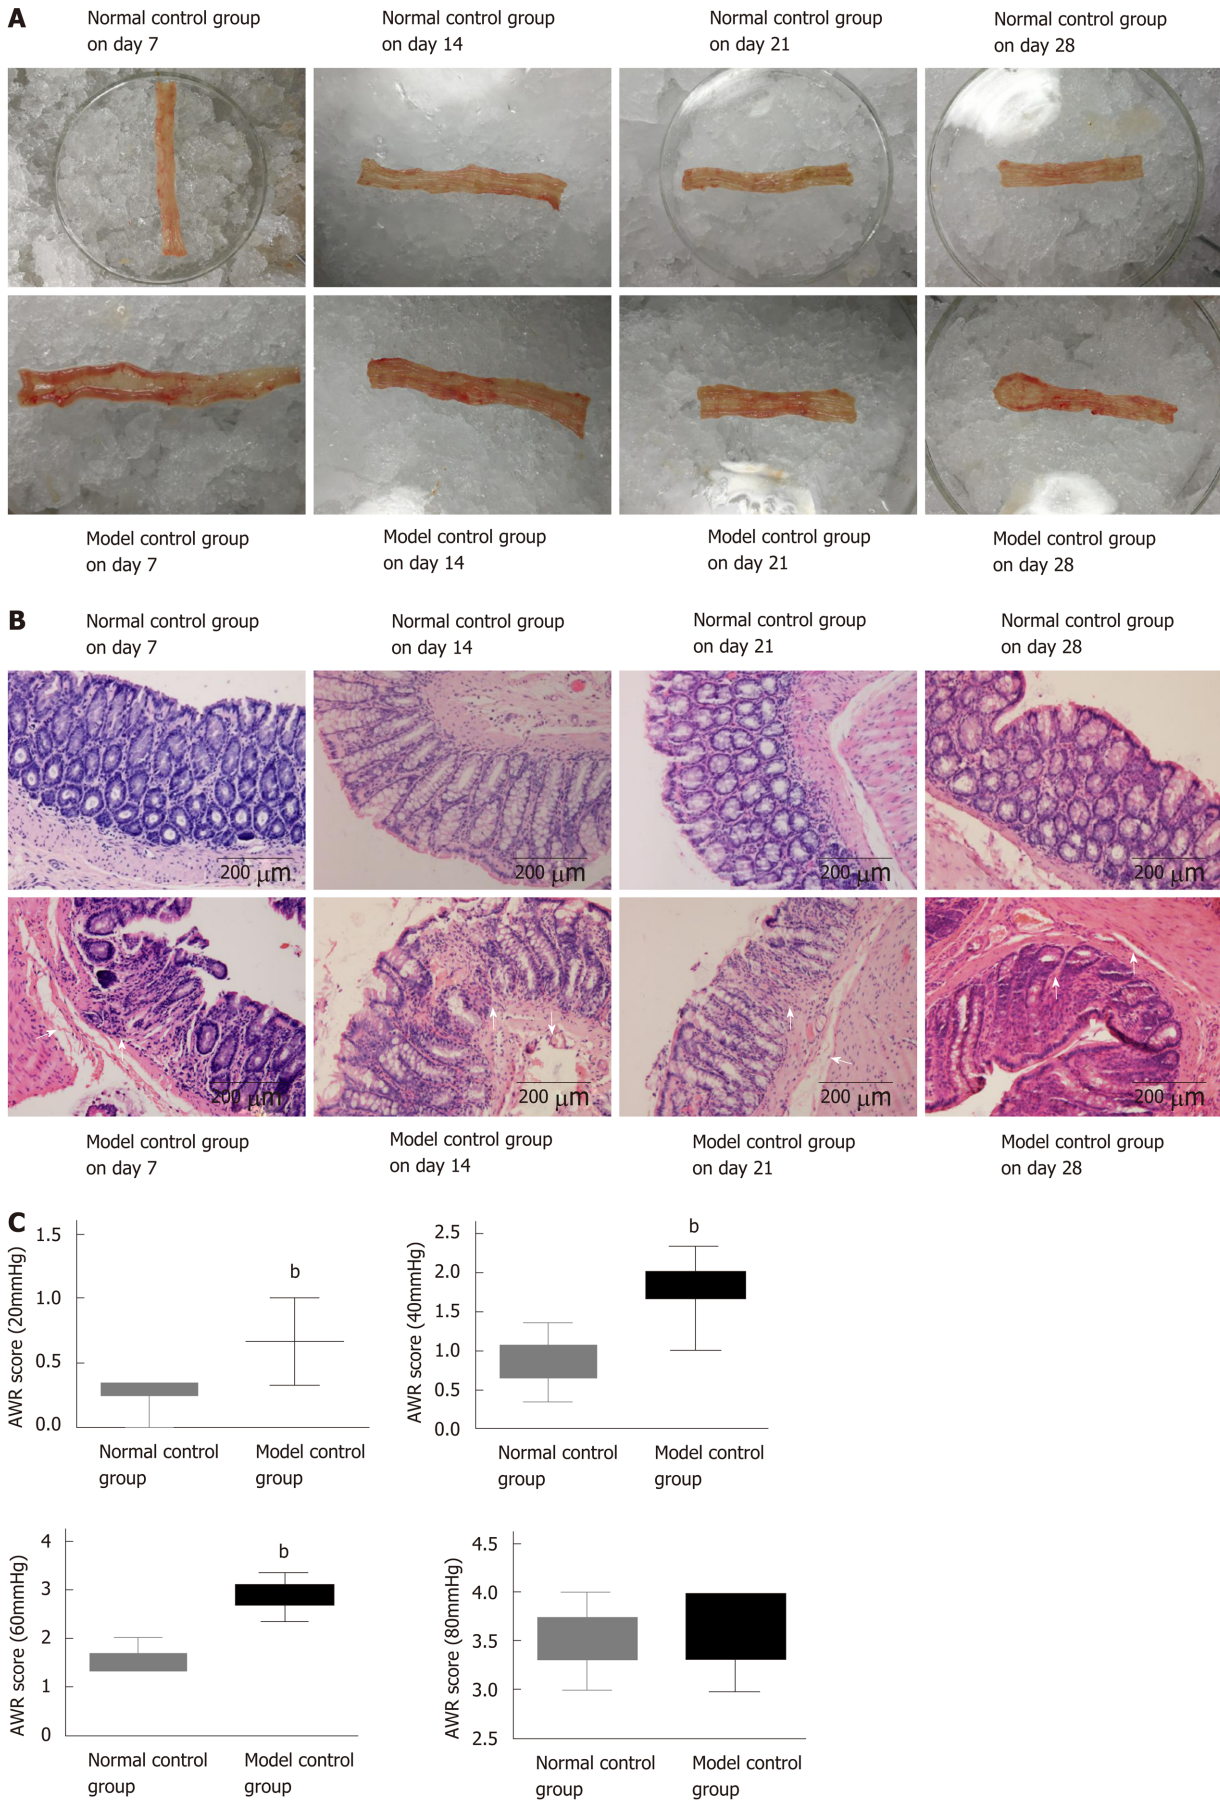 A
Normal control group
on day 7
Normal control group
on day 14
Normal control group
on day 21
Normal control group
on day 28
Model control group
on day 7
Model control group
on day 14
Model control group
on day 21
Model control group
on day 28
B
Normal control group
on day 7
Normal control group
on day 14
Normal control group
on day 21
Normal control group
on day 28
200 μm
200 μm
200 μm
200 μm
200 μm
200 μm
200 μm
200 μm
Model control group
on day 7
Model control group
on day 14
Model control group
on day 21
Model control group
on day 28
C
AWR score (20mmHg)
1.5
1.0
0.5
0.0
b
Normal control
group
Model control
group
AWR score (40mmHg)
2.5
2.0
1.5
1.0
0.5
0.0
b
Normal control
group
Model control
group
AWR score (60mmHg)
4
3
2
1
0
b
Normal control
group
Model control
group
AWR score (80mmHg)
4.5
4.0
3.5
3.0
2.5
Normal control
group
Model control
group